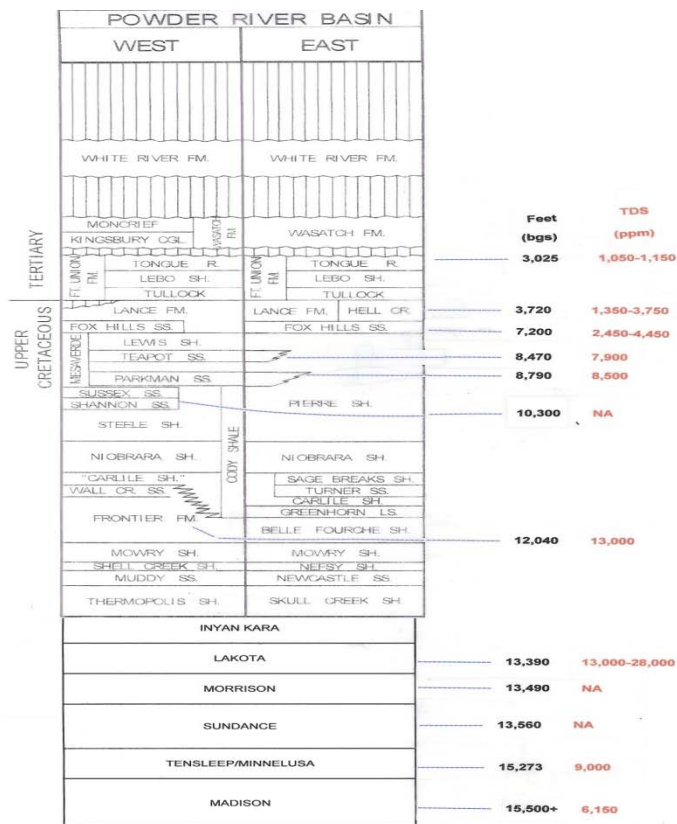 POWDER RIVER BASIN
WEST EAST
WHITE RIVER FM. WHITE RIVER FM.
MONCRIEF
KINGSBURY CGL.
WASATCH FM
WASATCH FM.
Feet
(bgs)
TDS
(ppm)
TERTIARY
FT. UNION FM.
TONGUE R.
LEBO SH.
TULLOCK
FT. UNION FM.
TONGUE R.
LEBO SH.
TULLOCK
3,025 1,050-1,150
UPPER CRETACEOUS
LANCE FM. LANCE FM. HELL CR. 3,720 1,350-3,750
FOX HILLS SS. FOX HILLS SS. 7,200 2,450-4,450
MESAVERDE
LEWIS SH.
TEAPOT SS. 8,470 7,900
PARKMAN SS. 8,790 8,500
SUSSEX SS.
SHANNON SS. PIERRE SH. 10,300 NA
STEELE SH.
CODY SHALE
NIOBRARA SH. NIOBRARA SH.
"CARLILE SH." SAGE BREAKS SH.
WALL CR. SS. TURNER SS.
CARLILE SH.
GREENHORN LS.
FRONTIER FM. BELLE FOURCHE SH. 12,040 13,000
MOWRY SH. MOWRY SH.
SHELL CREEK SH. NEFSY SH.
MUDDY SS. NEWCASTLE SS.
THERMOPOLIS SH. SKULL CREEK SH.
INYAN KARA
LAKOTA 13,390 13,000-28,000
MORRISON 13,490 NA
SUNDANCE 13,560 NA
TENSLEEP/MINNELUSA 15,273 9,000
MADISON 15,500+ 6,150